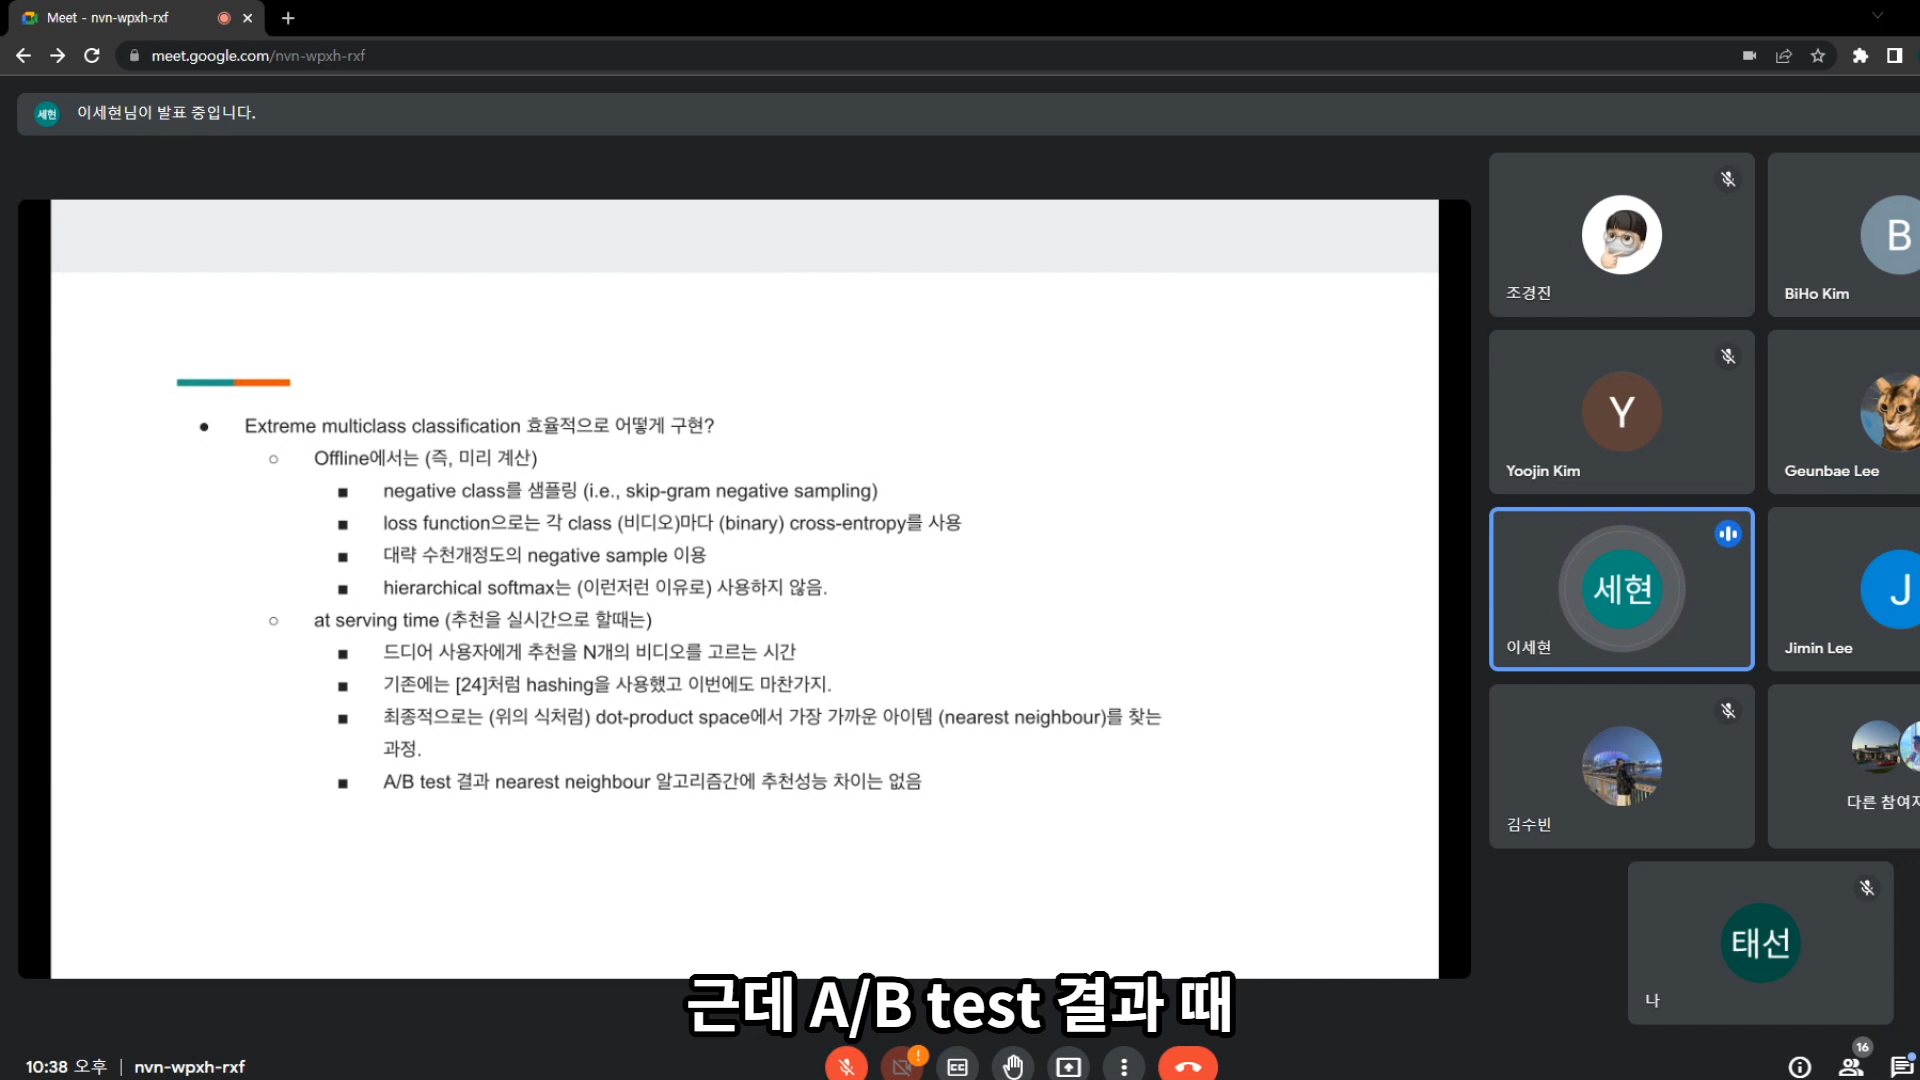 Meet - nvn-wpxh-rxf
meet.google.com/nvn-wpxh-rxf
세현 이세현님이 발표 중입니다.
Extreme multiclass classification 효율적으로 어떻게 구현?
Offline에서는 (즉, 미리 계산)
negative class를 샘플링 (i.e., skip-gram negative sampling)
loss function으로는 각 class (비디오)마다 (binary) cross-entropy를 사용
대략 수천개정도의 negative sample 이용
hierarchical softmax는 (이런저런 이유로) 사용하지 않음.
at serving time (추천을 실시간으로 할때는)
드디어 사용자에게 추천을 N개의 비디오를 고르는 시간
기존에는 [24]처럼 hashing을 사용했고 이번에도 마찬가지.
최종적으로는 (위의 식처럼) dot-product space에서 가장 가까운 아이템 (nearest neighbour)를 찾는
과정.
A/B test 결과 nearest neighbour 알고리즘간에 추천성능 차이는 없음
조경진
B
BiHo Kim
Y
Yoojin Kim
Geunbae Lee
세현
이세현
J
Jimin Lee
김수빈
다른 참여자
태선
나
근데 A/B test 결과 때
10:38 오후 | nvn-wpxh-rxf
!
CC
16